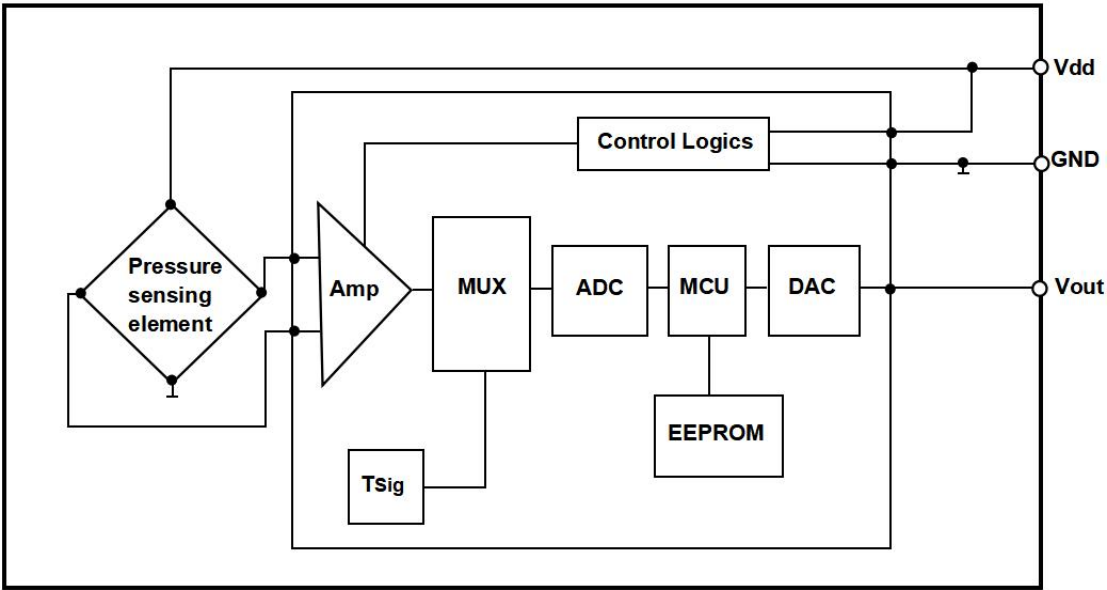 Vdd
Control Logics
GND
Pressure
sensing
element
Amp
MUX
ADC
MCU
DAC
Vout
EEPROM
Tsig